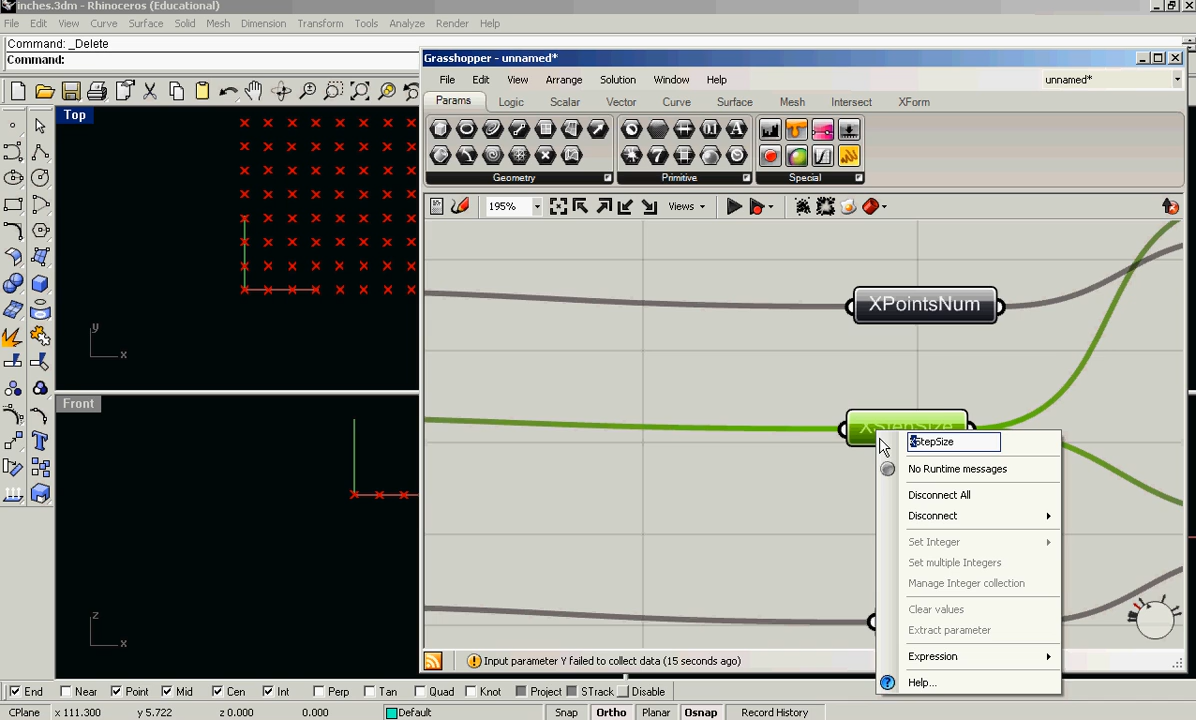 inches.3dm - Rhinoceros (Educational)
File Edit View Curve Surface Solid Mesh Dimension Transform Tools Analyze Render Help
Command: _Delete
Command:
Grasshopper - unnamed*
File Edit View Arrange Solution Window Help unnamed*
Params Logic Scalar Vector Curve Surface Mesh Intersect XForm
Geometry Primitive Special
195% Views
Top
y
x
Front
z
x
XPointsNum
XStepSize
XStepSize
No Runtime messages
Disconnect All
Disconnect
Set Integer
Set multiple Integers
Manage Integer collection
Clear values
Extract parameter
Expression
Help...
Input parameter Y failed to collect data (15 seconds ago)
End Near Point Mid Cen Int Perp Tan Quad Knot Project STrack Disable
CPlane x 111.300 y 5.722 z 0.000 0.000 Default Snap Ortho Planar Osnap Record History